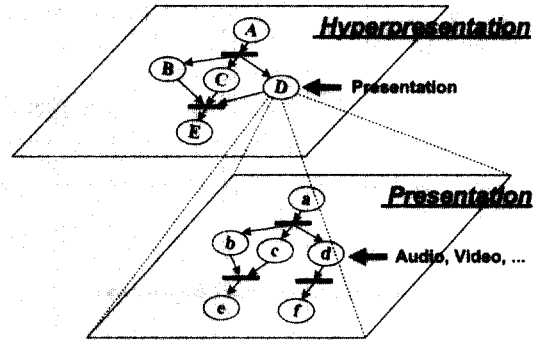 Hyperpresentation
A
B
C
D
Presentation
E
Presentation
a
b
c
d
Audio, Video, ...
e
f